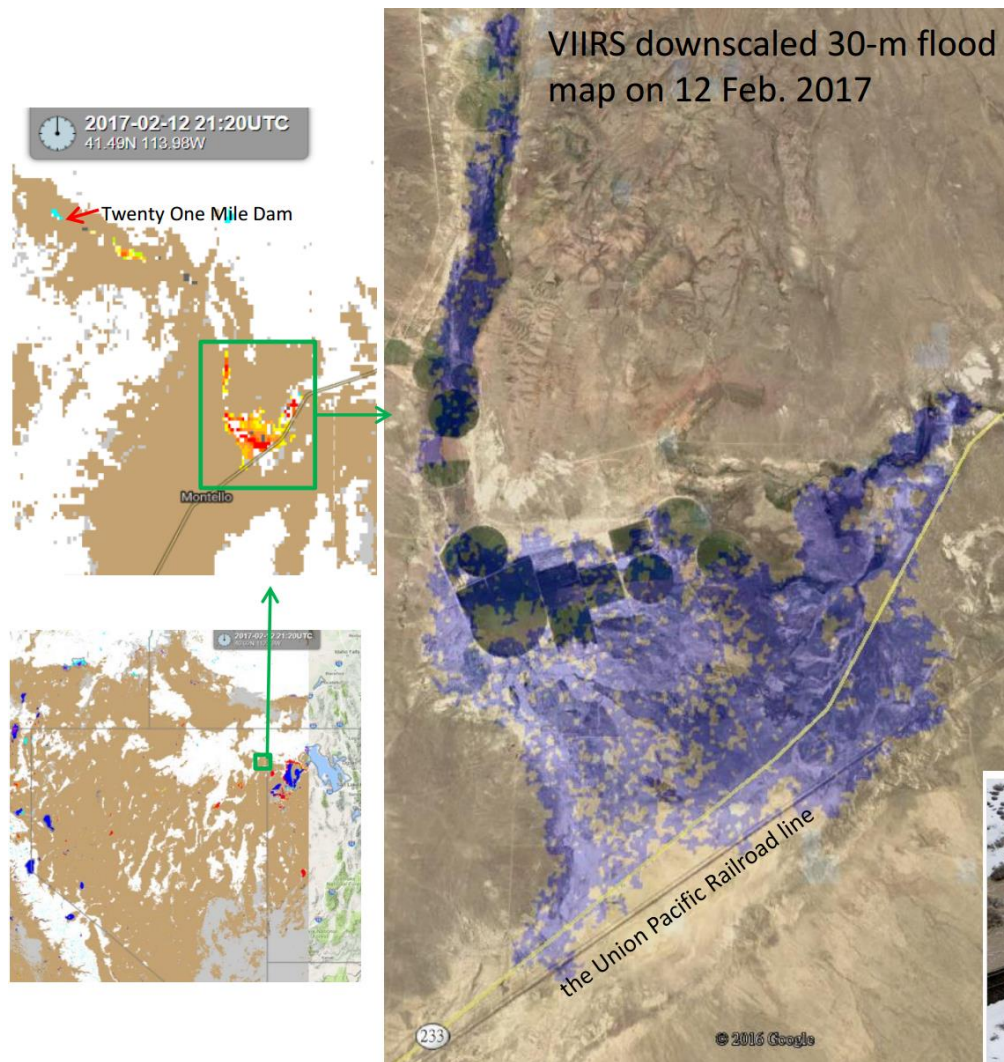 VIIRS downscaled 30-m flood
map on 12 Feb. 2017
2017-02-12 21:20UTC
41.49N 113.98W
Twenty One Mile Dam
Montello
2017-02-12 21:20UTC
the Union Pacific Railroad line
233
© 2016 Google